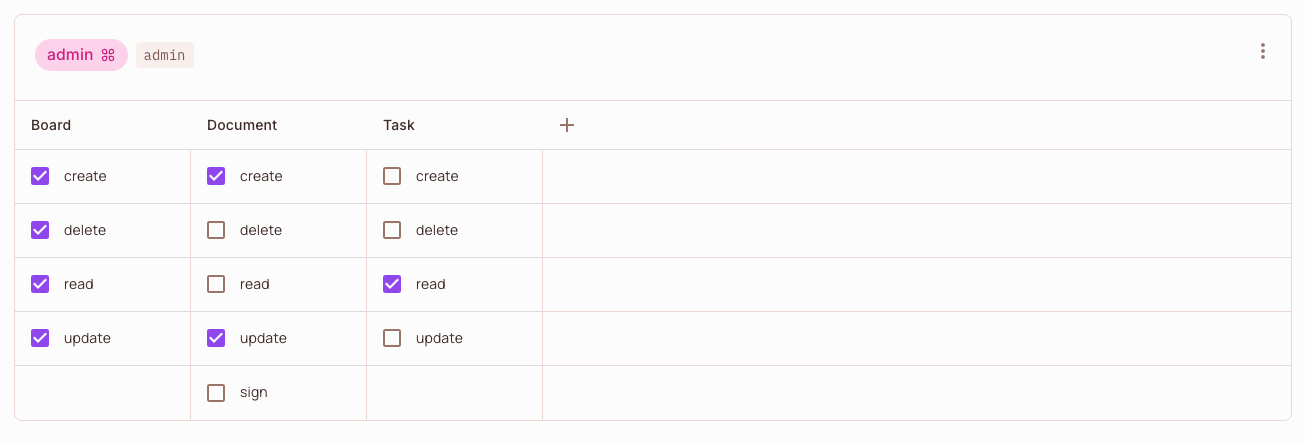 admin admin
Board Document Task
create create create
delete delete delete
read read read
update update update
sign